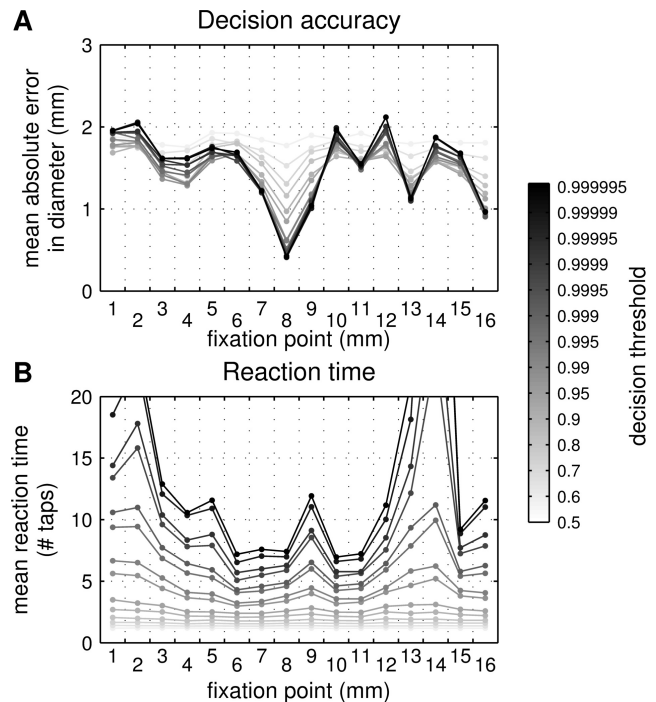 A
Decision accuracy
mean absolute error
in diameter (mm)
3
2
1
0
1 2 3 4 5 6 7 8 9 10 11 12 13 14 15 16
fixation point (mm)
B
Reaction time
mean reaction time
(# taps)
20
15
10
5
0
1 2 3 4 5 6 7 8 9 10 11 12 13 14 15 16
fixation point (mm)
0.999995
0.99999
0.99995
0.9999
0.9995
0.999
0.995
0.99
0.95
0.9
0.8
0.7
0.6
0.5
decision threshold